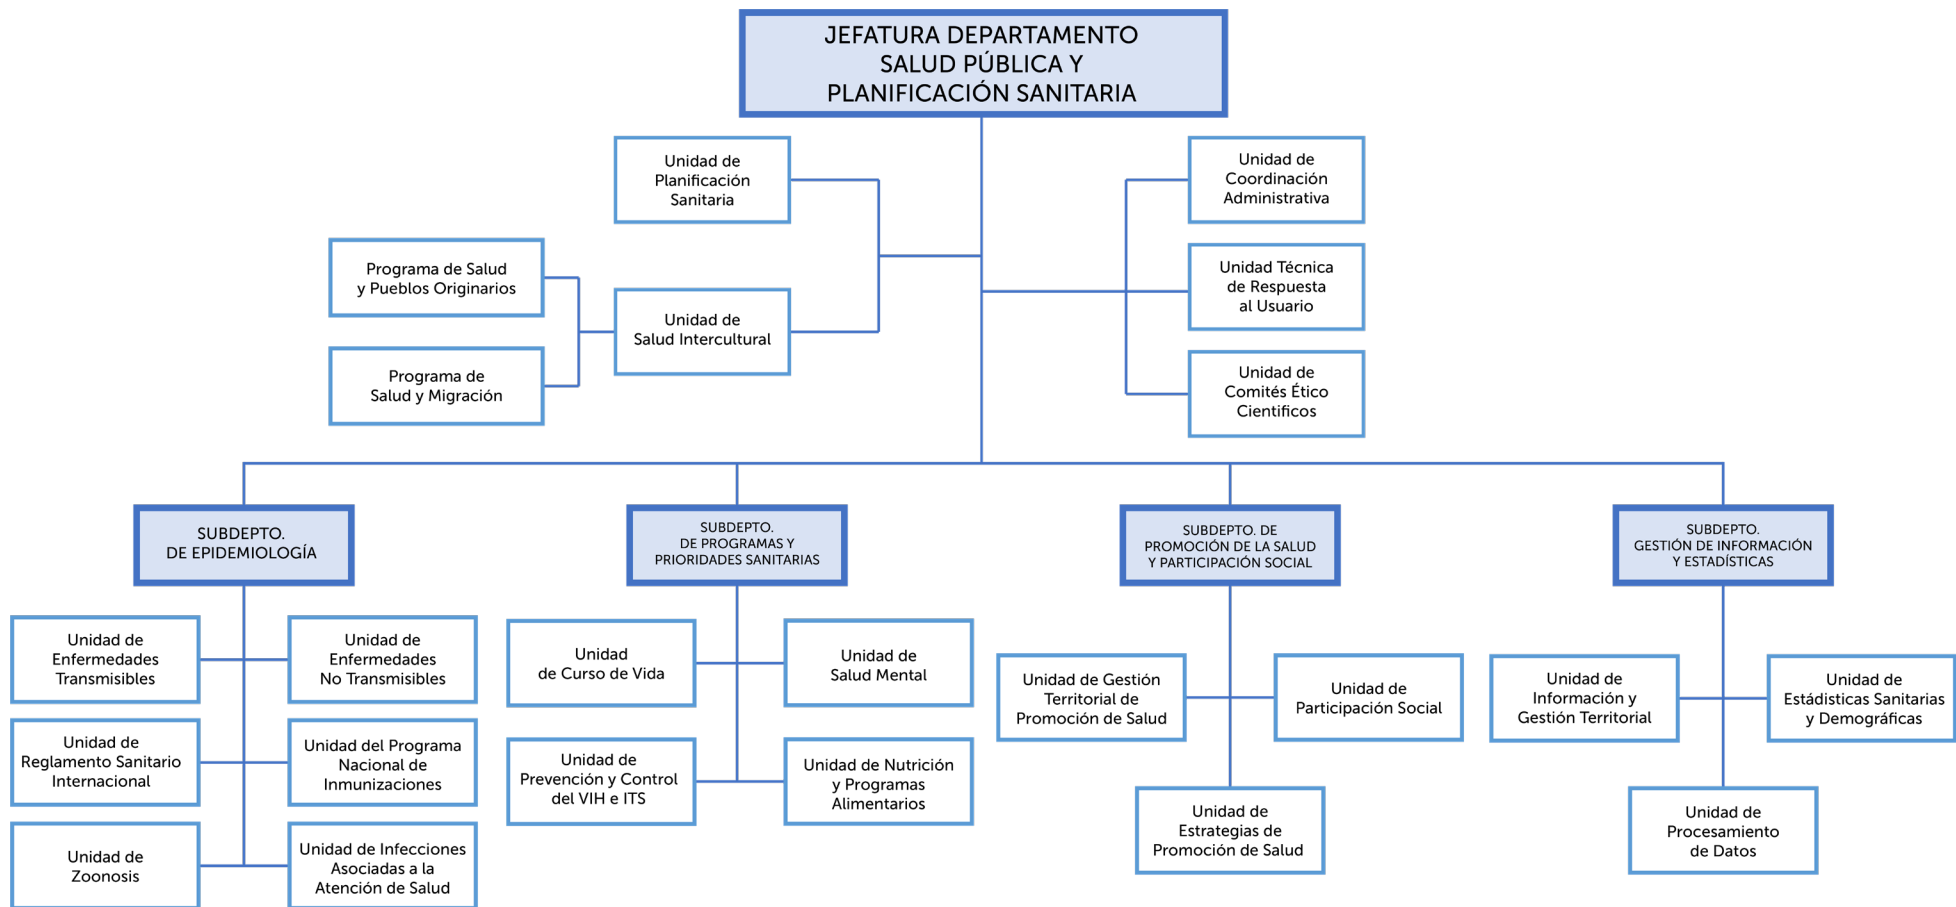 JEFATURA DEPARTAMENTO
SALUD PÚBLICA Y
PLANIFICACIÓN SANITARIA
Unidad de
Planificación
Sanitaria
Unidad de
Coordinación
Administrativa
Programa de Salud
y Pueblos Originarios
Unidad Técnica
de Respuesta
al Usuario
Unidad de
Salud Intercultural
Programa de
Salud y Migración
Unidad de
Comités Ético
Cientificos
SUBDEPTO.
DE EPIDEMIOLOGÍA
SUBDEPTO.
DE PROGRAMAS Y
PRIORIDADES SANITARIAS
SUBDEPTO. DE
PROMOCIÓN DE LA SALUD
Y PARTICIPACIÓN SOCIAL
SUBDEPTO.
GESTIÓN DE INFORMACIÓN
Y ESTADÍSTICAS
Unidad de
Enfermedades
Transmisibles
Unidad de
Enfermedades
No Transmisibles
Unidad de
Reglamento Sanitario
Internacional
Unidad del Programa
Nacional de
Inmunizaciones
Unidad de
Zoonosis
Unidad de Infecciones
Asociadas a la
Atención de Salud
Unidad
de Curso de Vida
Unidad de
Salud Mental
Unidad de
Prevención y Control
del VIH e ITS
Unidad de Nutrición
y Programas
Alimentarios
Unidad de Gestión
Territorial de
Promoción de Salud
Unidad de
Participación Social
Unidad de
Estrategias de
Promoción de Salud
Unidad de
Información y
Gestión Territorial
Unidad de
Estádisticas Sanitarias
y Demográficas
Unidad de
Procesamiento
de Datos